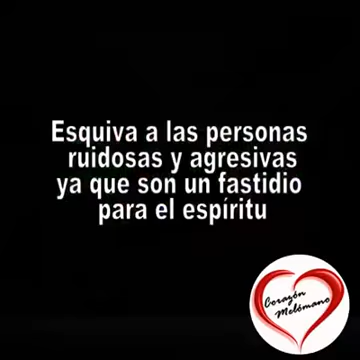 Esquiva a las personas
ruidosas y agresivas
ya que son un fastidio
para el espíritu
Corazón
Melómano